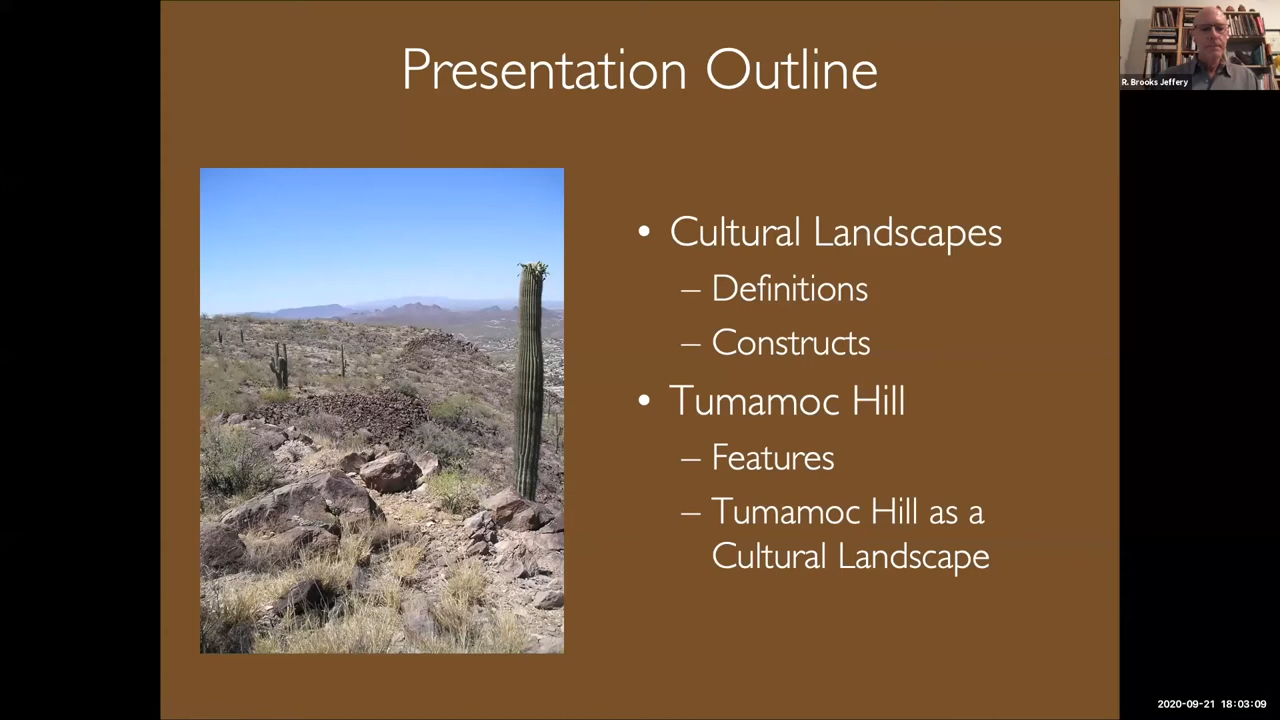 Presentation Outline
R. Brooks Jeffery
• Cultural Landscapes
– Definitions
– Constructs
• Tumamoc Hill
– Features
– Tumamoc Hill as a
Cultural Landscape
2020-09-21 18:03:09